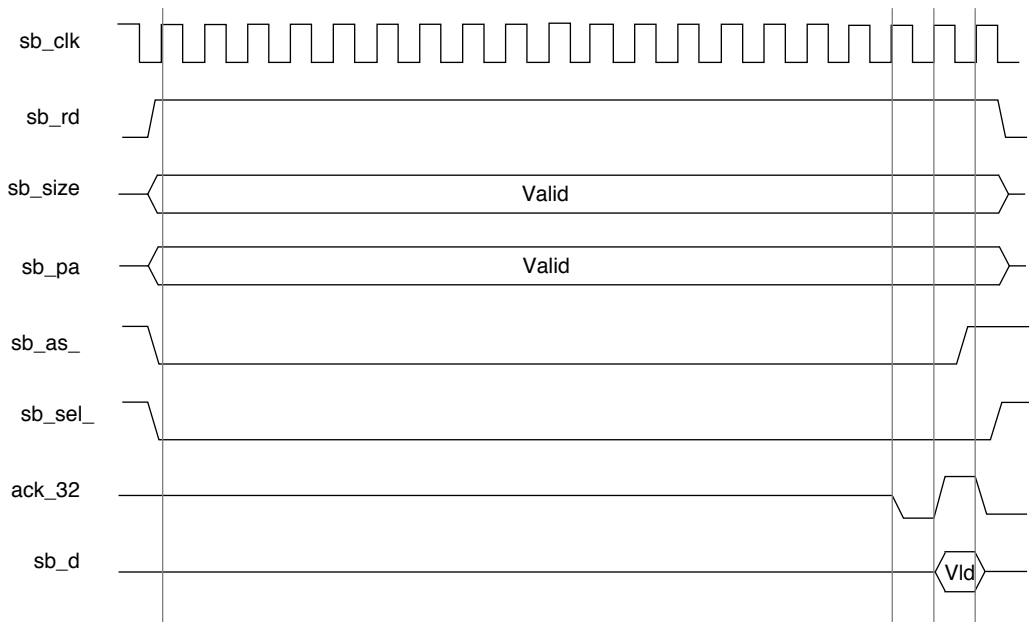 sb_clk
sb_rd
sb_size
Valid
sb_pa
Valid
sb_as_
sb_sel_
ack_32
sb_d
Vld